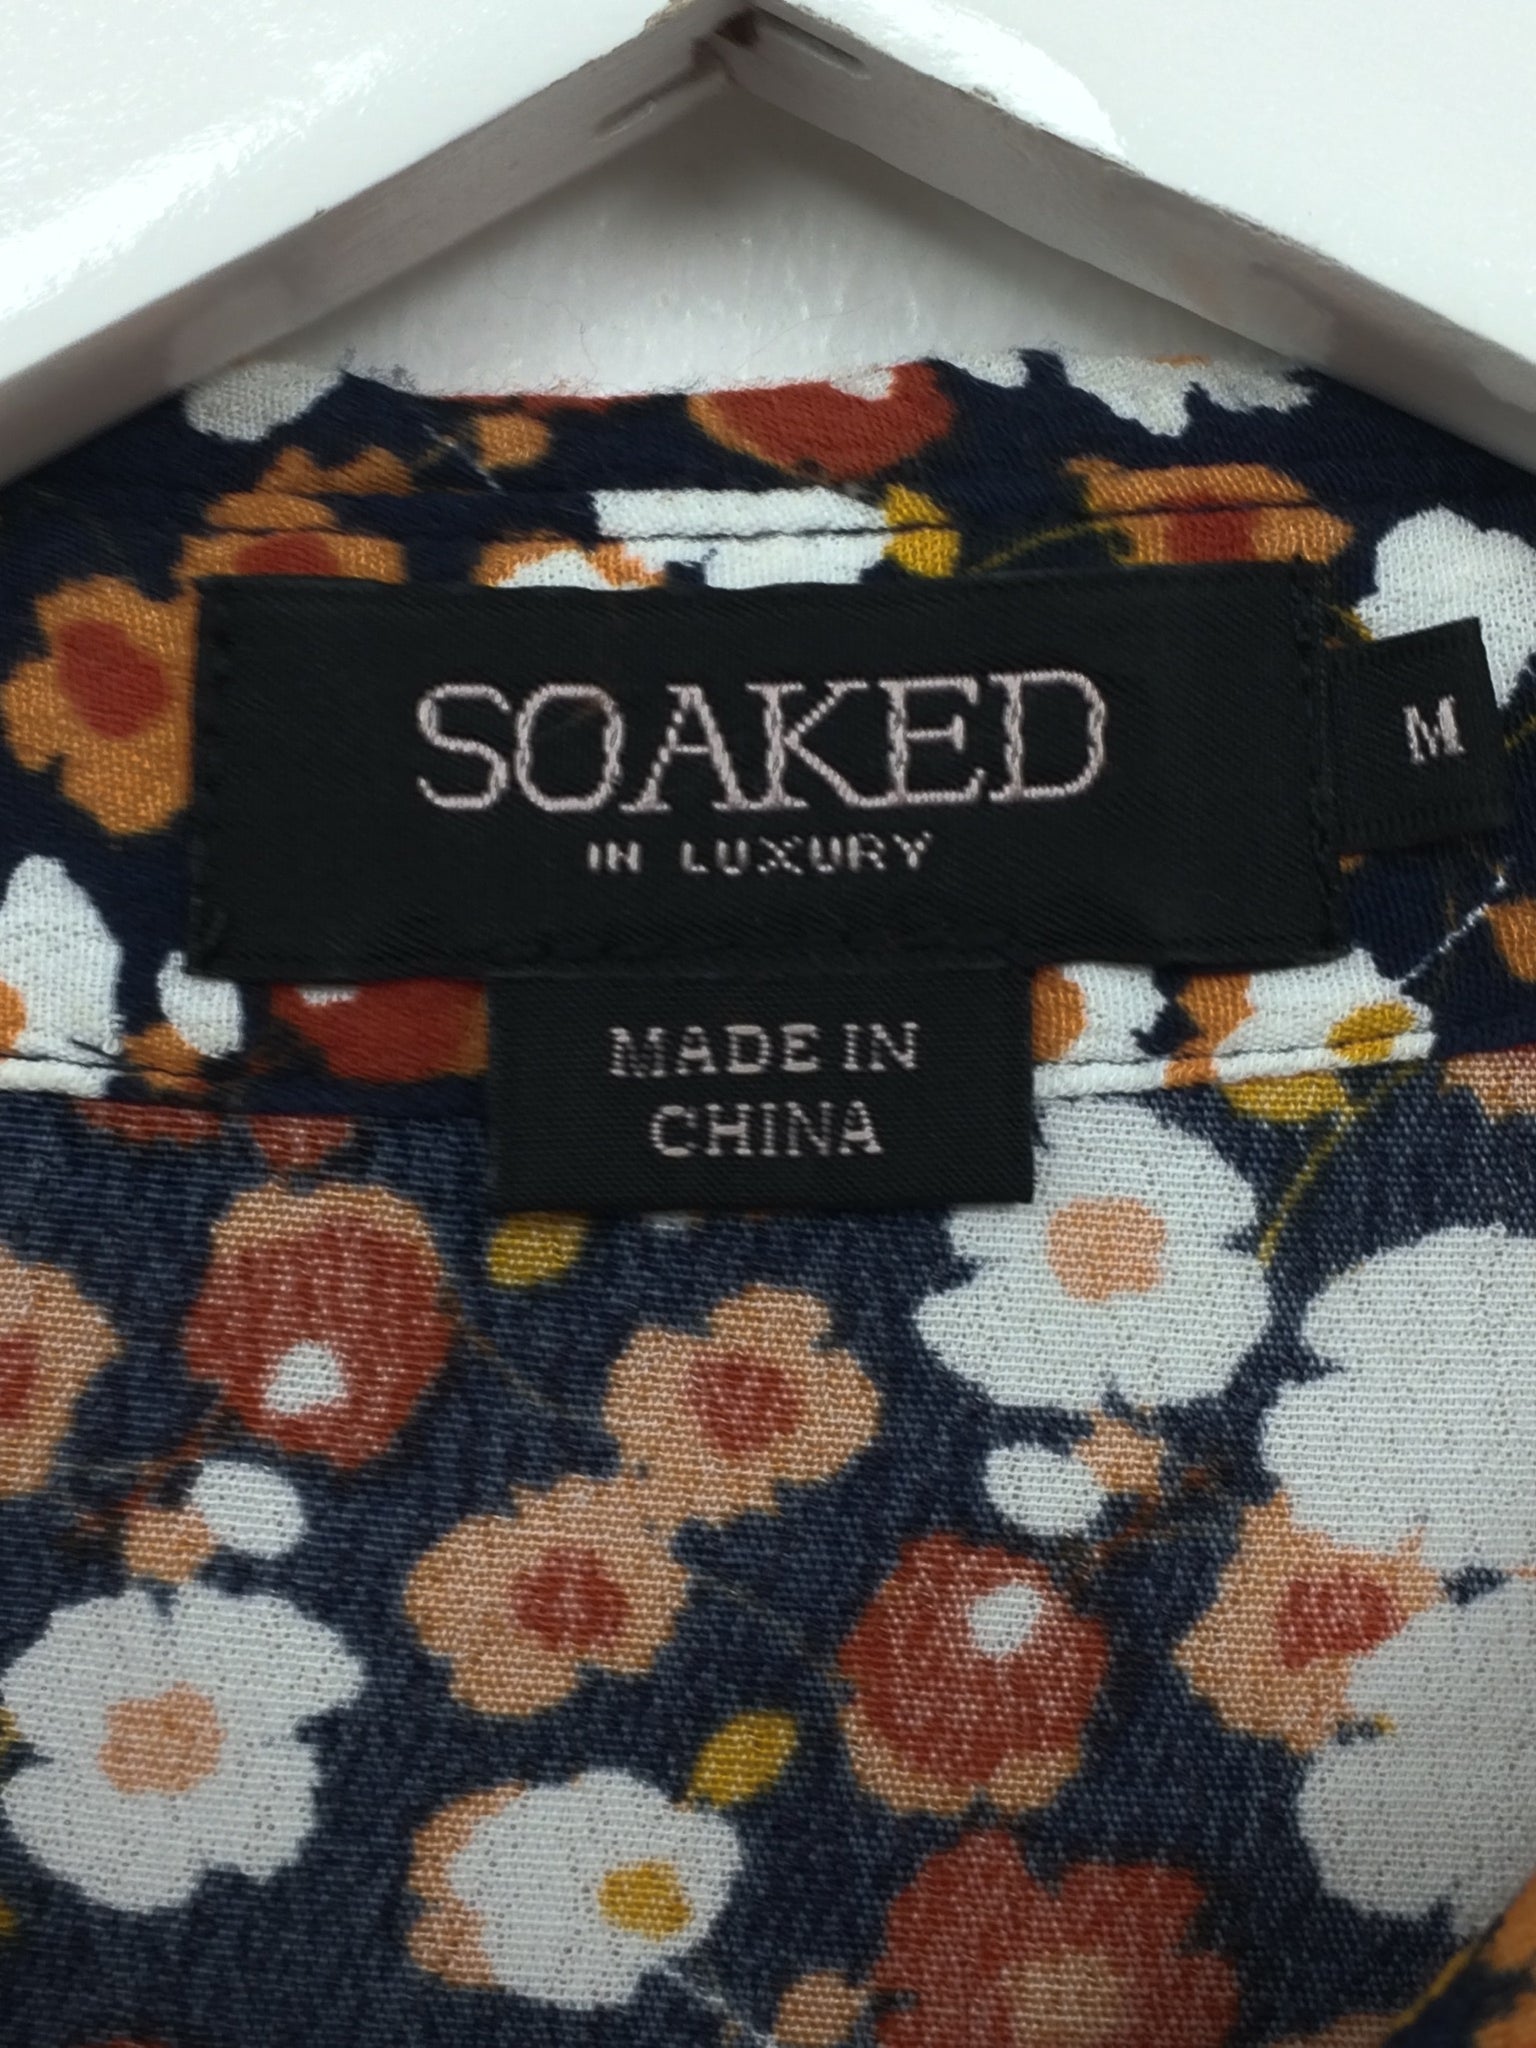 SOAKED
IN LUXURY
M
MADE IN
CHINA